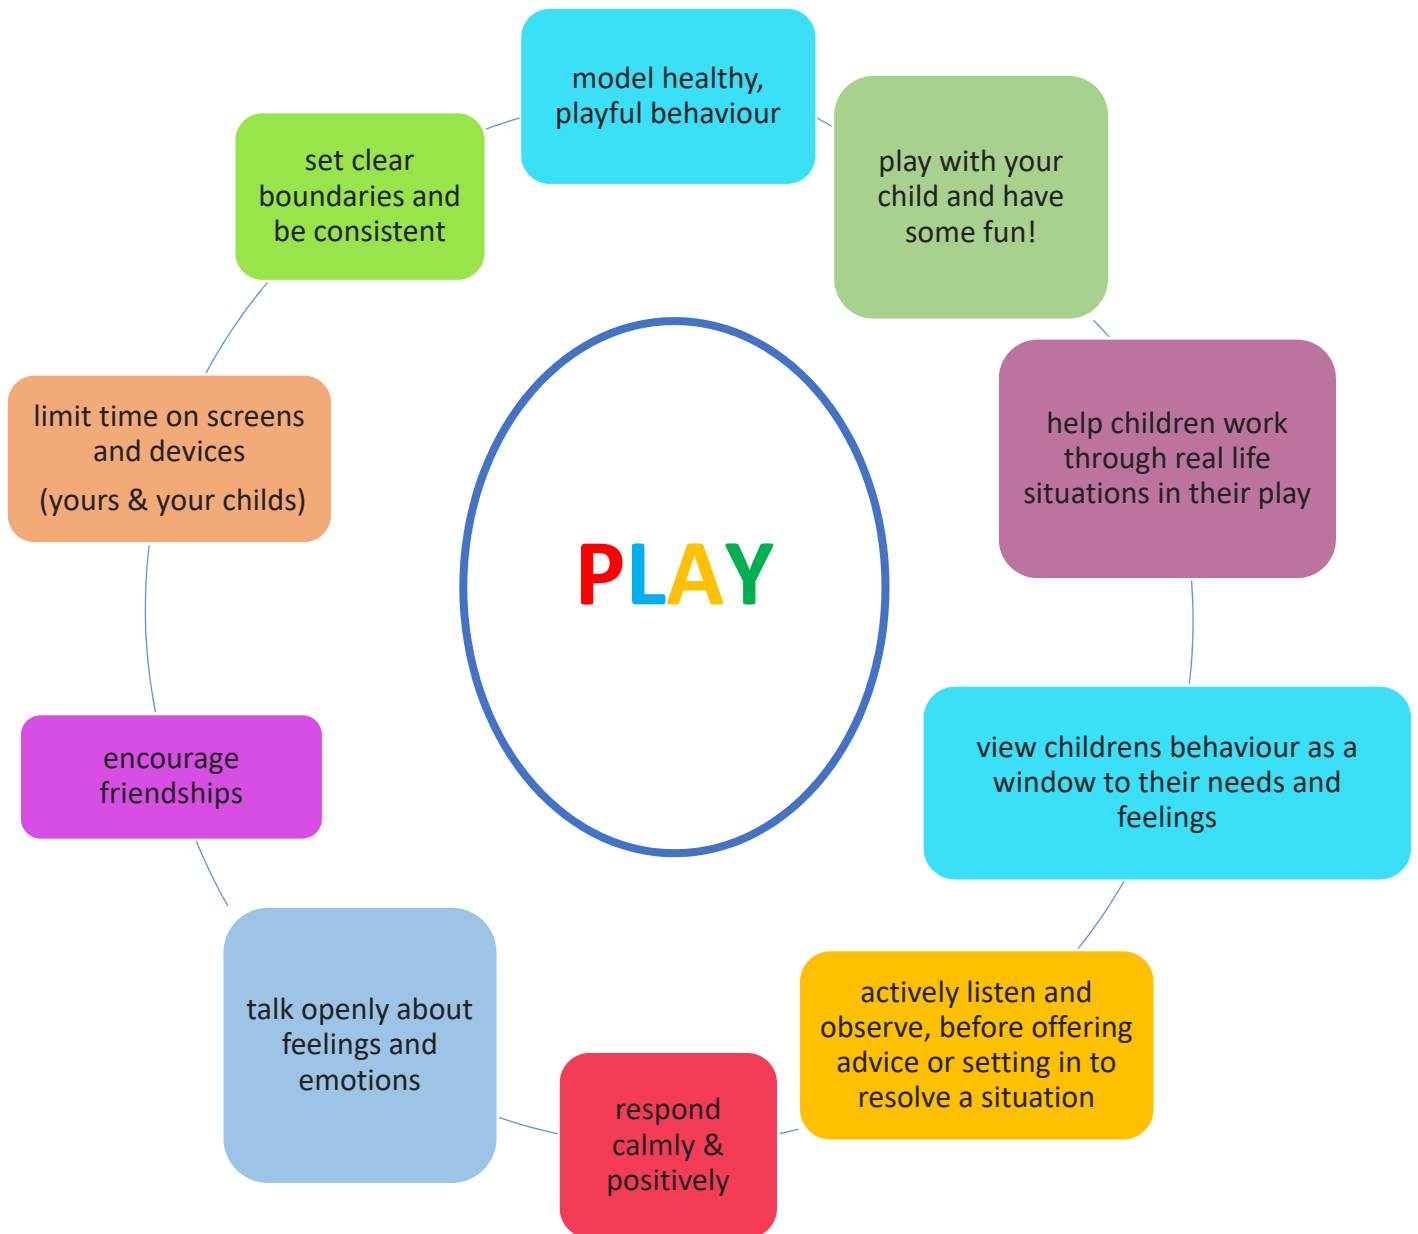 model healthy,
playful behaviour
play with your
child and have
some fun!
help children work
through real life
situations in their play
view childrens behaviour as a
window to their needs and
feelings
actively listen and
observe, before offering
advice or setting in to
resolve a situation
respond
calmly &
positively
talk openly about
feelings and
emotions
encourage
friendships
limit time on screens
and devices
(yours & your childs)
set clear
boundaries and
be consistent
PLAY